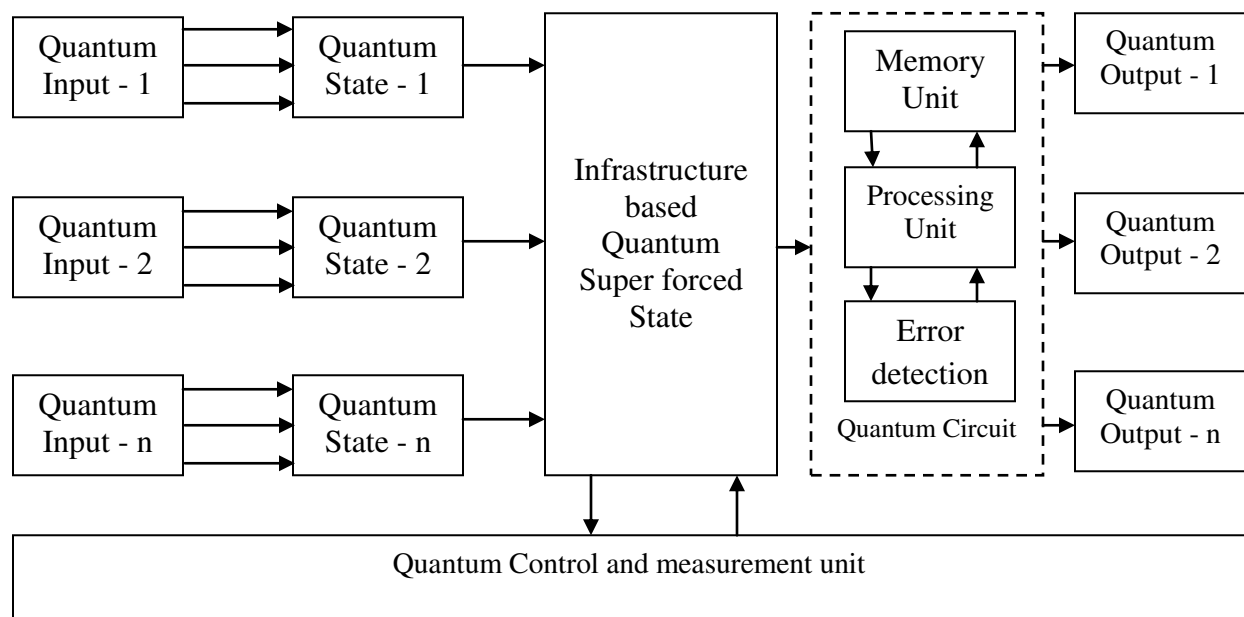 Quantum
Input - 1
Quantum
State - 1
Quantum
Input - 2
Quantum
State - 2
Quantum
Input - n
Quantum
State - n
Infrastructure
based
Quantum
Super forced
State
Memory
Unit
Processing
Unit
Error
detection
Quantum Circuit
Quantum
Output - 1
Quantum
Output - 2
Quantum
Output - n
Quantum Control and measurement unit